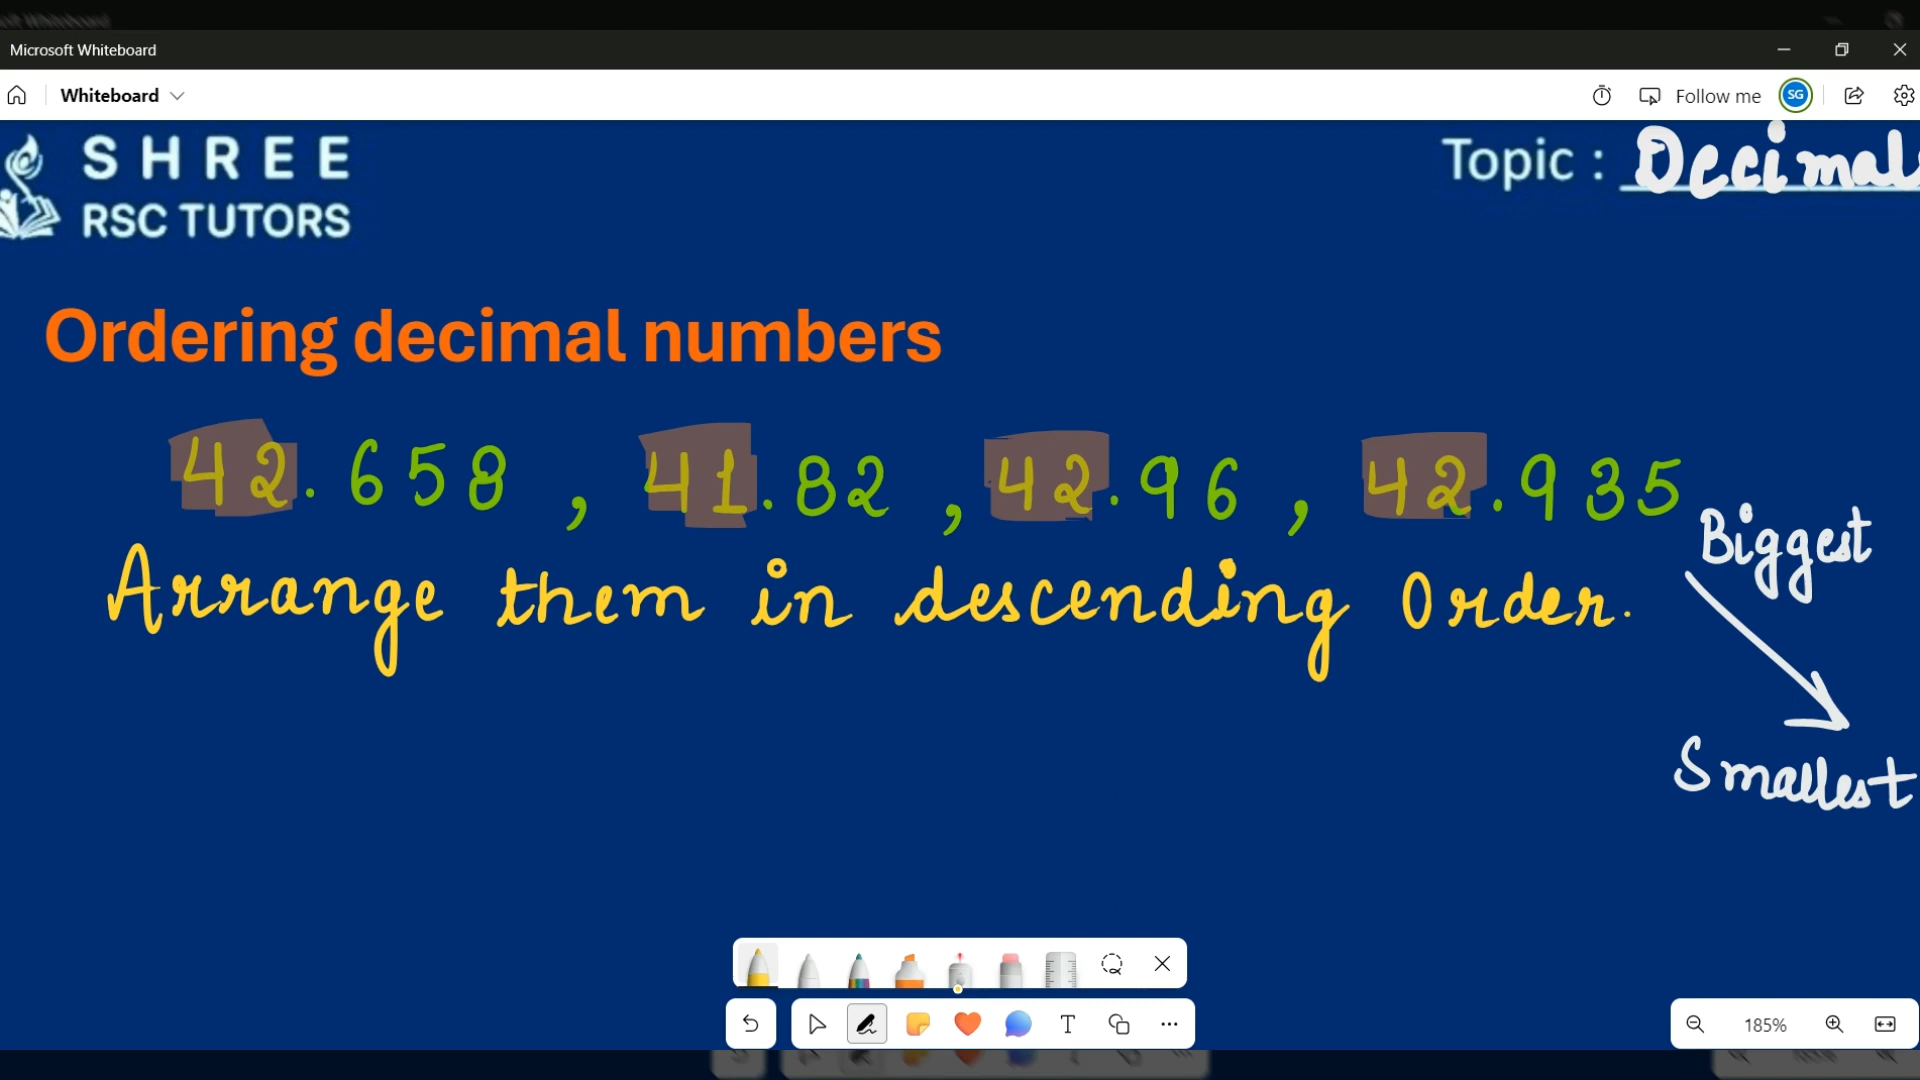 Microsoft Whiteboard
Whiteboard
Follow me
SG
SHREE
RSC TUTORS
Topic : Decimals
Ordering decimal numbers
42.658 , 41.82 , 42.96 , 42.935
Biggest
Arrange them in descending Order.
Smallest
T
185%